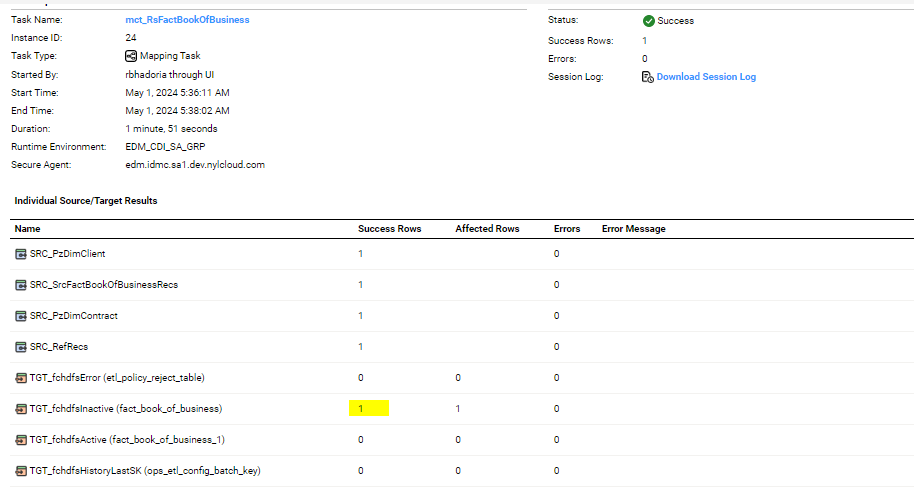 Task Name: mct_RsFactBookOfBusiness
Instance ID: 24
Task Type: Mapping Task
Started By: rbhadoria through UI
Start Time: May 1, 2024 5:36:11 AM
End Time: May 1, 2024 5:38:02 AM
Duration: 1 minute, 51 seconds
Runtime Environment: EDM_CDI_SA_GRP
Secure Agent: edm.idmc.sa1.dev.nylcloud.com
Status: Success
Success Rows: 1
Errors: 0
Session Log: Download Session Log
Individual Source/Target Results
Name Success Rows Affected Rows Errors Error Message
SRC_PzDimClient 1 0
SRC_SrcFactBookOfBusinessRecs 1 0
SRC_PzDimContract 1 0
SRC_RefRecs 1 0
TGT_fchdfsError (etl_policy_reject_table) 0 0 0
TGT_fchdfsInactive (fact_book_of_business) 1 1 0
TGT_fchdfsActive (fact_book_of_business_1) 0 0 0
TGT_fchdfsHistoryLastSK (ops_etl_config_batch_key) 0 0 0